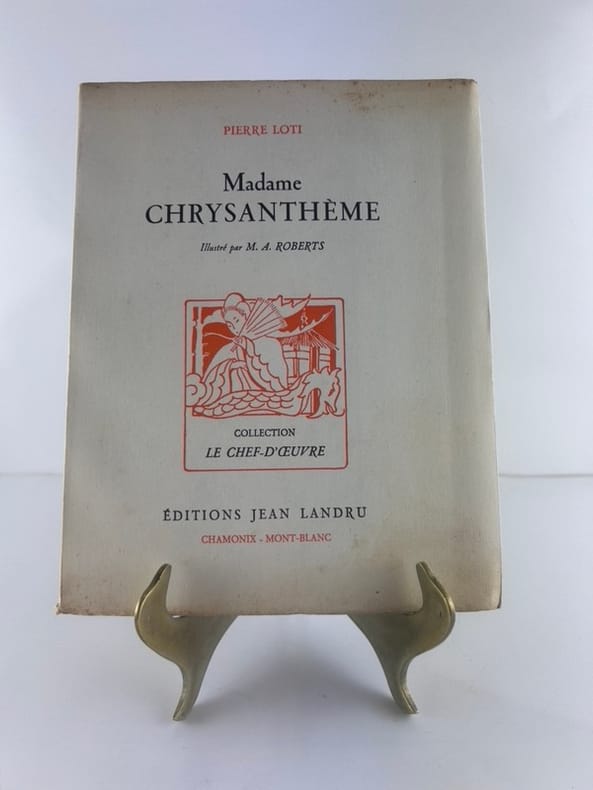 PIERRE LOTI
Madame
CHRYSANTHÈME
Illustré par M. A. ROBERTS
COLLECTION
LE CHEF-D'ŒUVRE
ÉDITIONS JEAN LANDRU
CHAMONIX - MONT-BLANC